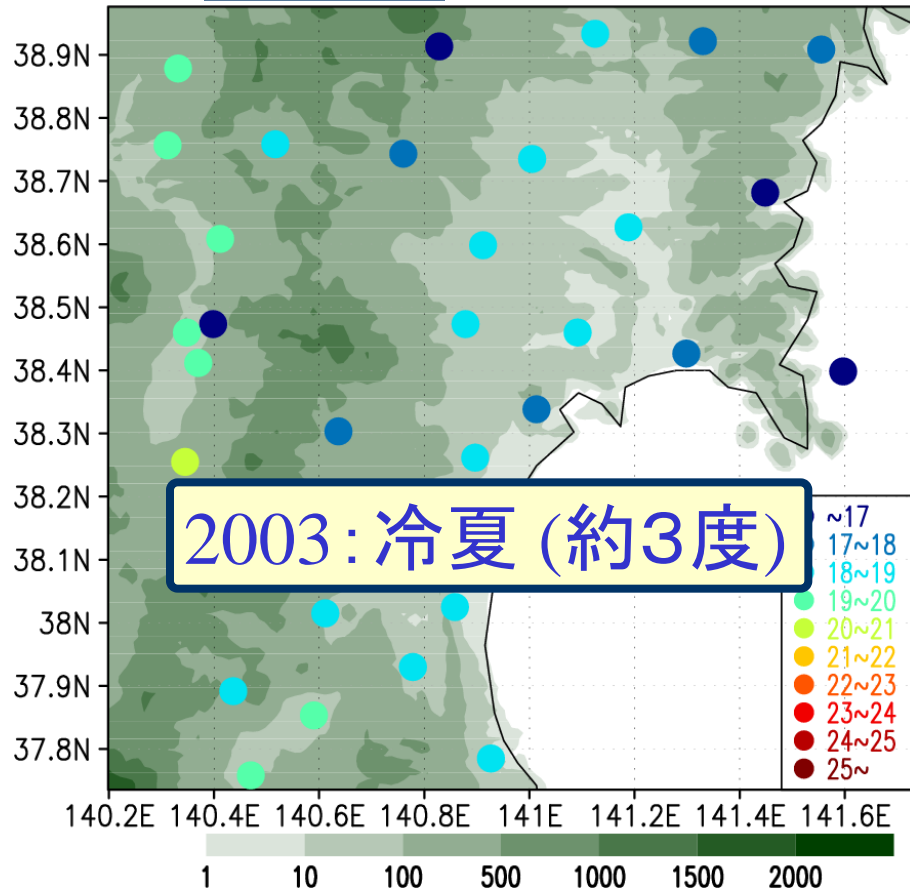 38.9N
38.8N
38.7N
38.6N
38.5N
38.4N
38.3N
38.2N
38.1N
38N
37.9N
37.8N
2003:冷夏 (約3度)
~17
17~18
18~19
19~20
20~21
21~22
22~23
23~24
24~25
25~
140.2E 140.4E 140.6E 140.8E 141E 141.2E 141.4E 141.6E
1 10 100 500 1000 1500 2000